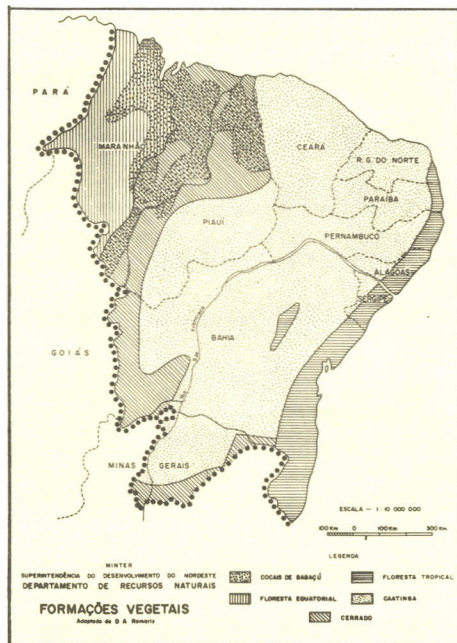 PARÁ
MARANHÃ
CEARÁ
R. G. DO NORTE
PARAÍBA
PIAUÍ
PERNAMBUCO
ALAGOAS
SERGIPE
BAHIA
GOIÁS
MINAS GERAIS
ESCALA — 1:10 000 000
100 Km 0 100 Km 300 Km
LEGENDA
MINTER
SUPERINTENDÊNCIA DO DESENVOLVIMENTO DO NORDESTE
DEPARTAMENTO DE RECURSOS NATURAIS
FORMAÇÕES VEGETAIS
Adaptado de D A Romariz
COCAIS DE BABAÇÚ
FLORESTA TROPICAL
FLORESTA EQUATORIAL
CAATINGA
CERRADO